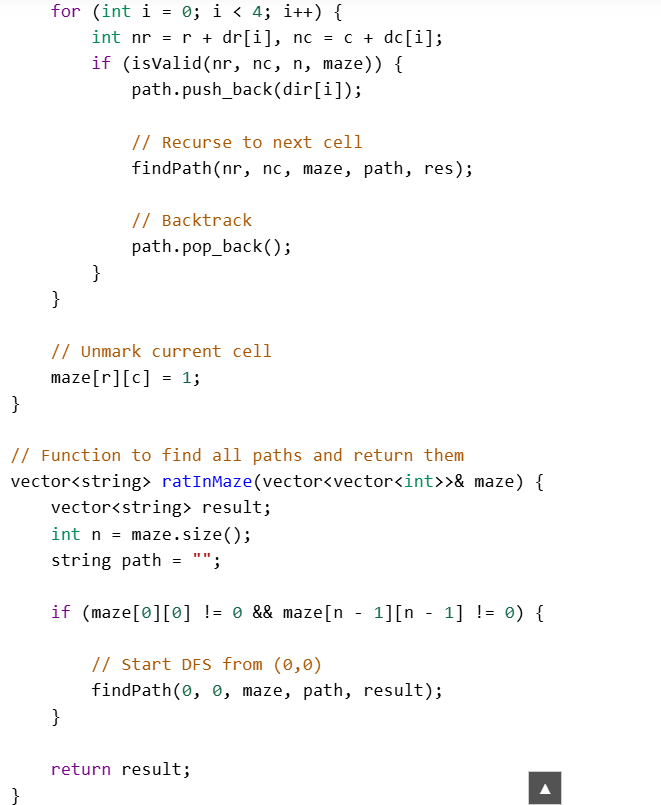 for (int i = 0; i < 4; i++) {
        int nr = r + dr[i], nc = c + dc[i];
        if (isValid(nr, nc, n, maze)) {
            path.push_back(dir[i]);

            // Recurse to next cell
            findPath(nr, nc, maze, path, res);

            // Backtrack
            path.pop_back();
        }
    }

    // Unmark current cell
    maze[r][c] = 1;
}

// Function to find all paths and return them
vector<string> ratInMaze(vector<vector<int>>& maze) {
    vector<string> result;
    int n = maze.size();
    string path = "";

    if (maze[0][0] != 0 && maze[n - 1][n - 1] != 0) {

        // Start DFS from (0,0)
        findPath(0, 0, maze, path, result);
    }

    return result;
}